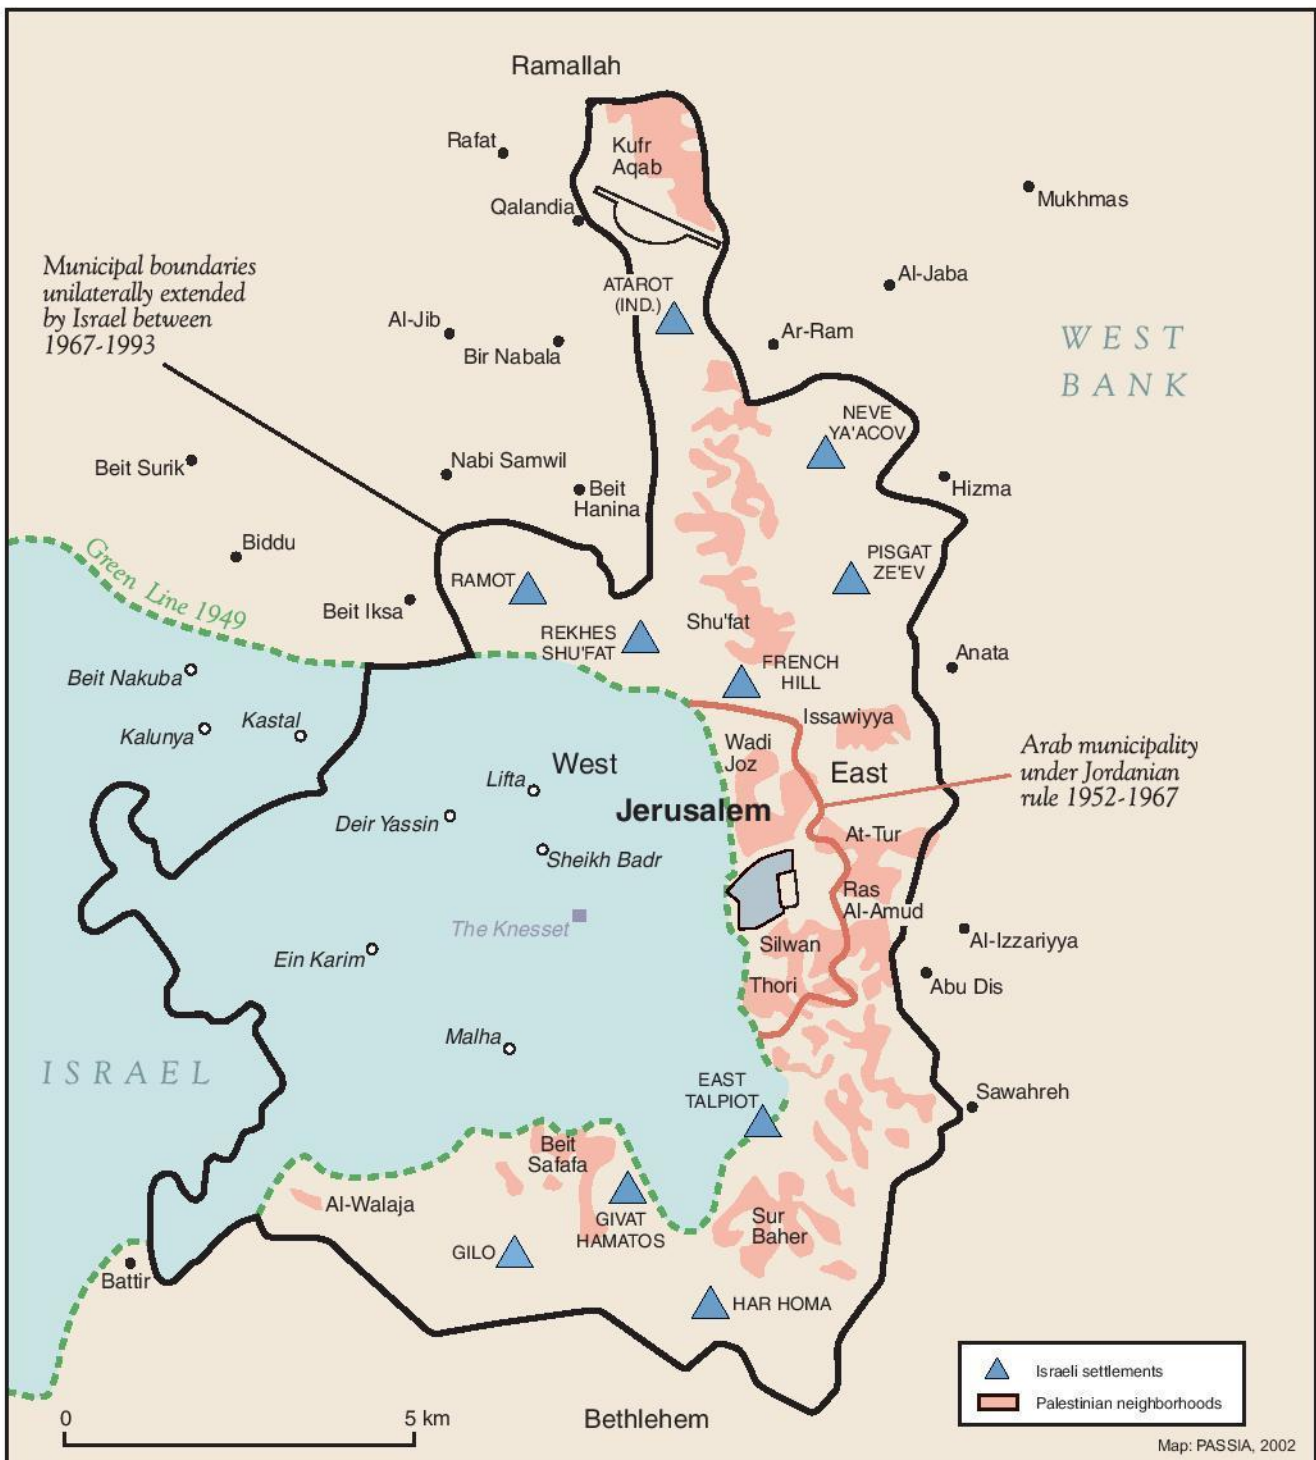 Ramallah
Rafat
Kufr
Aqab
Mukhmas
Qalandia
Municipal boundaries
unilaterally extended
by Israel between
1967-1993
ATAROT
(IND.)
Al-Jaba
Al-Jib
Bir Nabala
Ar-Ram
WEST
BANK
NEVE
YA'ACOV
Beit Surik
Nabi Samwil
Beit
Hanina
Hizma
Green Line 1949
Biddu
PISGAT
ZE'EV
RAMOT
Beit Iksa
REKHES
SHU'FAT
Shu'fat
FRENCH
HILL
Anata
Beit Nakuba
Kalunya
Kastal
Issawiyya
Wadi
Joz
West
East
Arab municipality
under Jordanian
rule 1952-1967
Lifta
Jerusalem
Deir Yassin
At-Tur
Sheikh Badr
Ras
Al-Amud
The Knesset
Silwan
Al-Izzariyya
Ein Karim
Thori
Abu Dis
Malha
ISRAEL
EAST
TALPIOT
Sawahreh
Beit
Safafa
Al-Walaja
GIVAT
HAMATOS
Sur
Baher
GILO
Battir
HAR HOMA
Israeli settlements
Palestinian neighborhoods
0
5 km
Bethlehem
Map: PASSIA, 2002